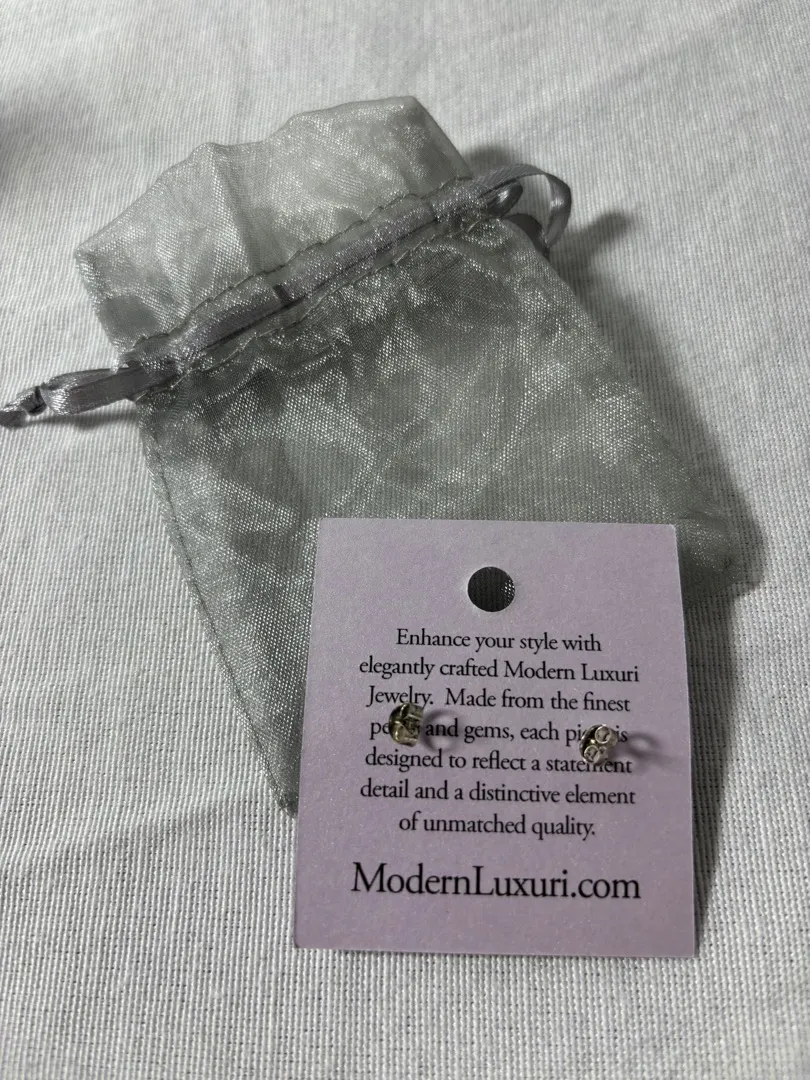 Enhance your style with
elegantly crafted Modern Luxuri
Jewelry. Made from the finest
and gems, each
designed to reflect a statement
detail and a distinctive element
of unmatched quality.
ModernLuxuri.com